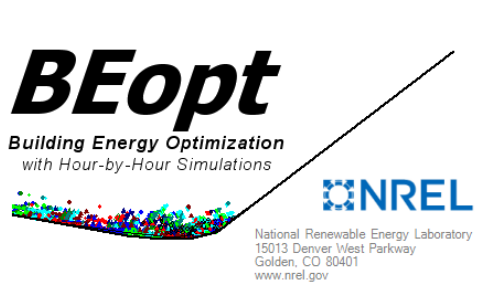 BEopt
Building Energy Optimization
with Hour-by-Hour Simulations
NREL
National Renewable Energy Laboratory
15013 Denver West Parkway
Golden, CO 80401
www.nrel.gov